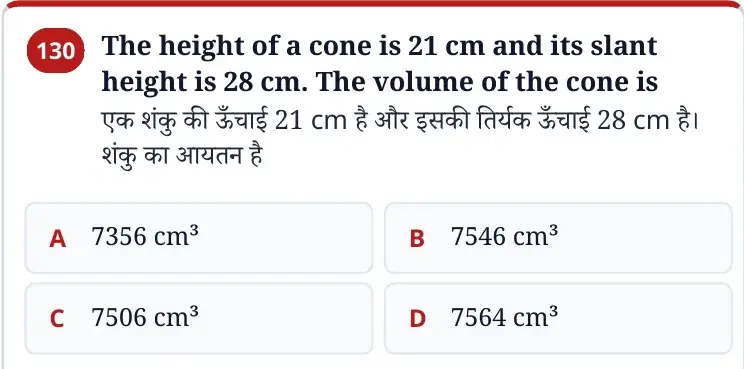 130 The height of a cone is 21 cm and its slant
height is 28 cm. The volume of the cone is
एक शंकु की ऊँचाई 21 cm है और इसकी तिर्यक ऊँचाई 28 cm है।
शंकु का आयतन है
A 7356 cm³
B 7546 cm³
C 7506 cm³
D 7564 cm³